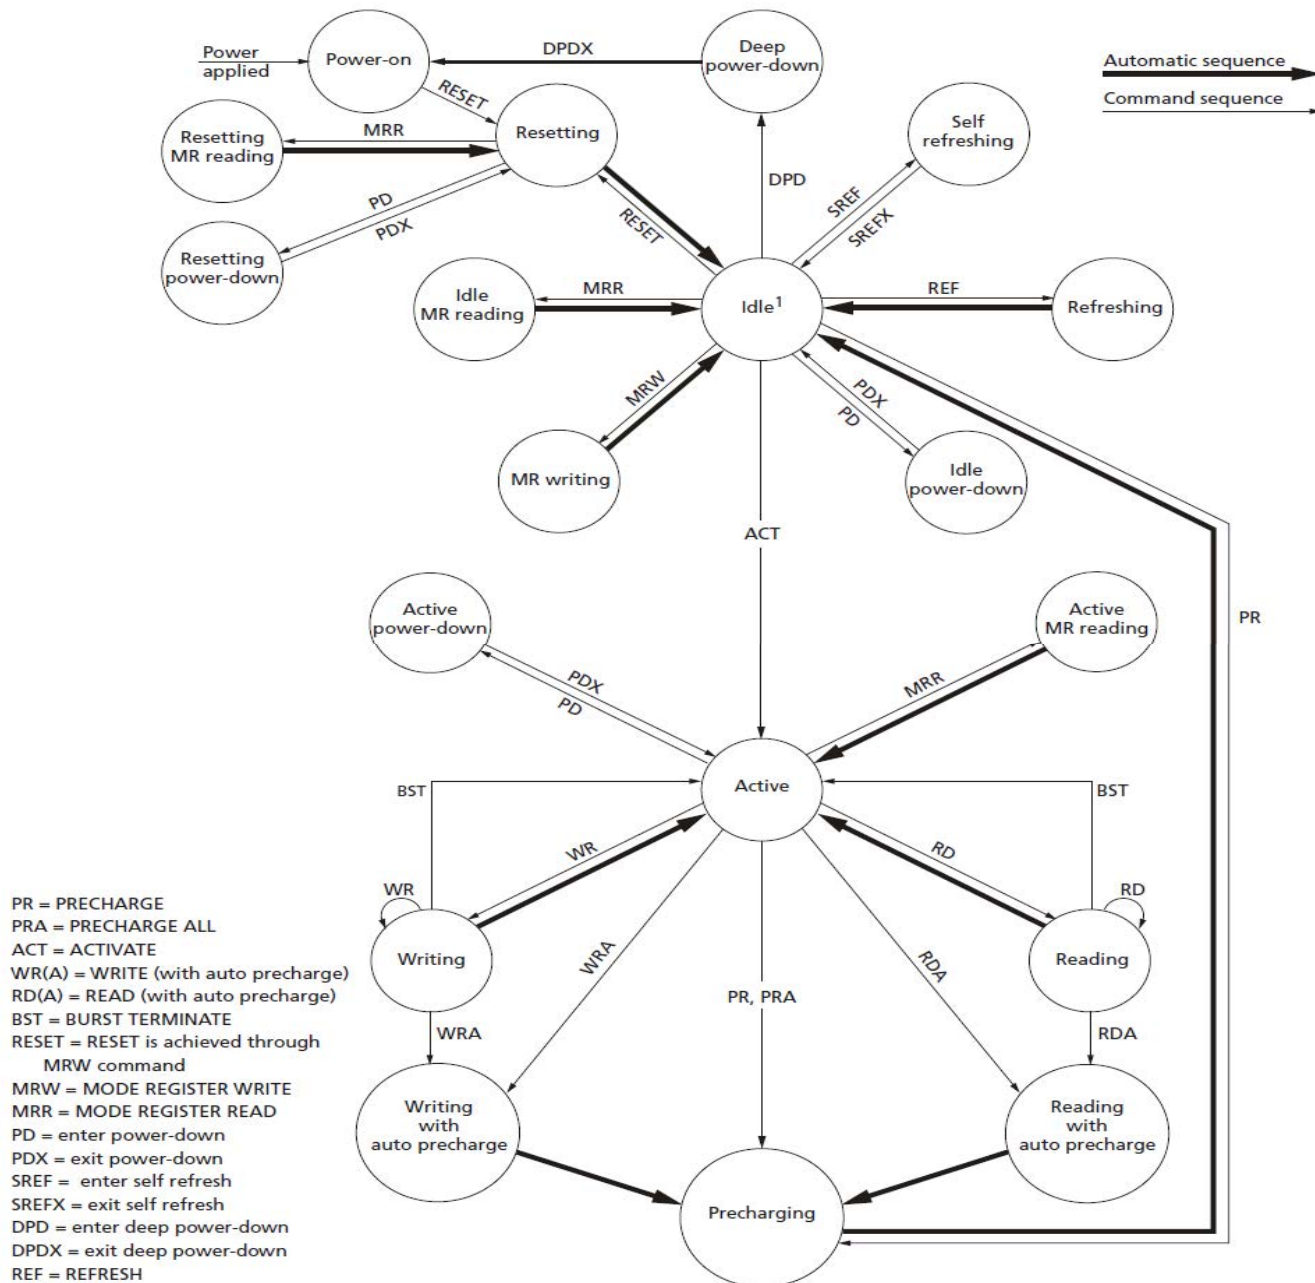 Power
applied
Power-on
DPDX
Deep
power-down
Automatic sequence
Command sequence
RESET
Resetting
MR reading
MRR
Resetting
Self
refreshing
DPD
PD
PDX
RESET
SREF
SREFX
Resetting
power-down
Idle
MR reading
MRR
Idle1
REF
Refreshing
MRW
PDX
PD
MR writing
Idle
power-down
ACT
Active
power-down
Active
MR reading
PR
PDX
PD
MRR
Active
BST
BST
WR
RD
WR
RD
Writing
WRA
RDA
Reading
PR, PRA
WRA
RDA
Writing
with
auto precharge
Reading
with
auto precharge
Precharging
PR = PRECHARGE
PRA = PRECHARGE ALL
ACT = ACTIVATE
WR(A) = WRITE (with auto precharge)
RD(A) = READ (with auto precharge)
BST = BURST TERMINATE
RESET = RESET is achieved through
MRW command
MRW = MODE REGISTER WRITE
MRR = MODE REGISTER READ
PD = enter power-down
PDX = exit power-down
SREF = enter self refresh
SREFX = exit self refresh
DPD = enter deep power-down
DPDX = exit deep power-down
REF = REFRESH